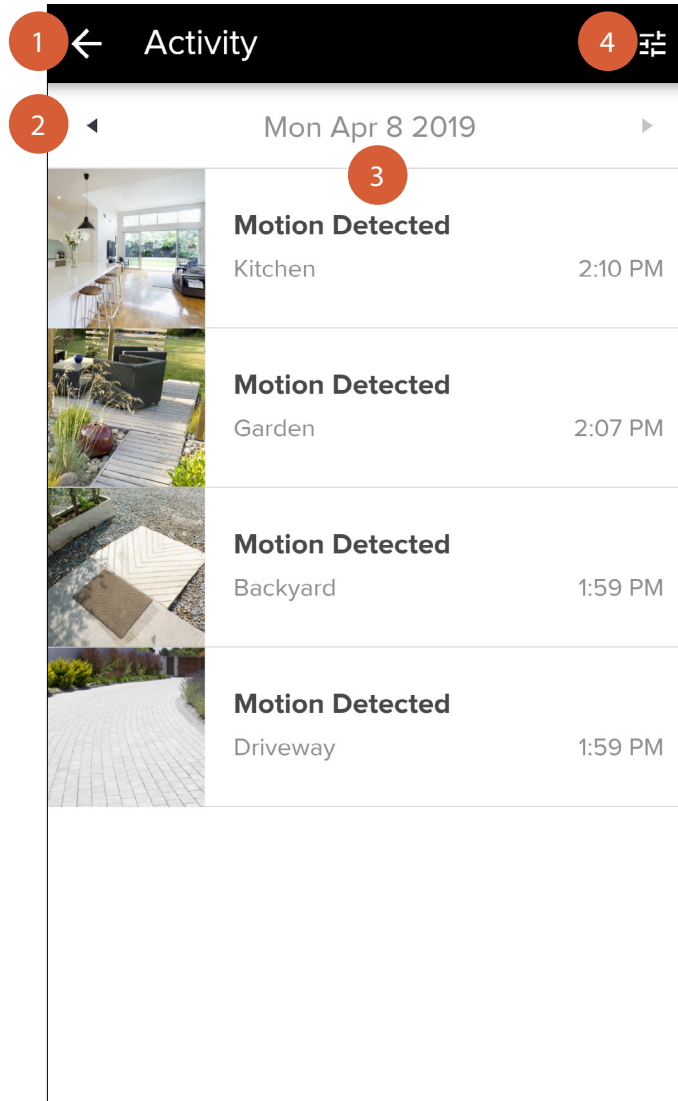 1 Activity 4
2 Mon Apr 8 2019
3
Motion Detected
Kitchen 2:10 PM
Motion Detected
Garden 2:07 PM
Motion Detected
Backyard 1:59 PM
Motion Detected
Driveway 1:59 PM